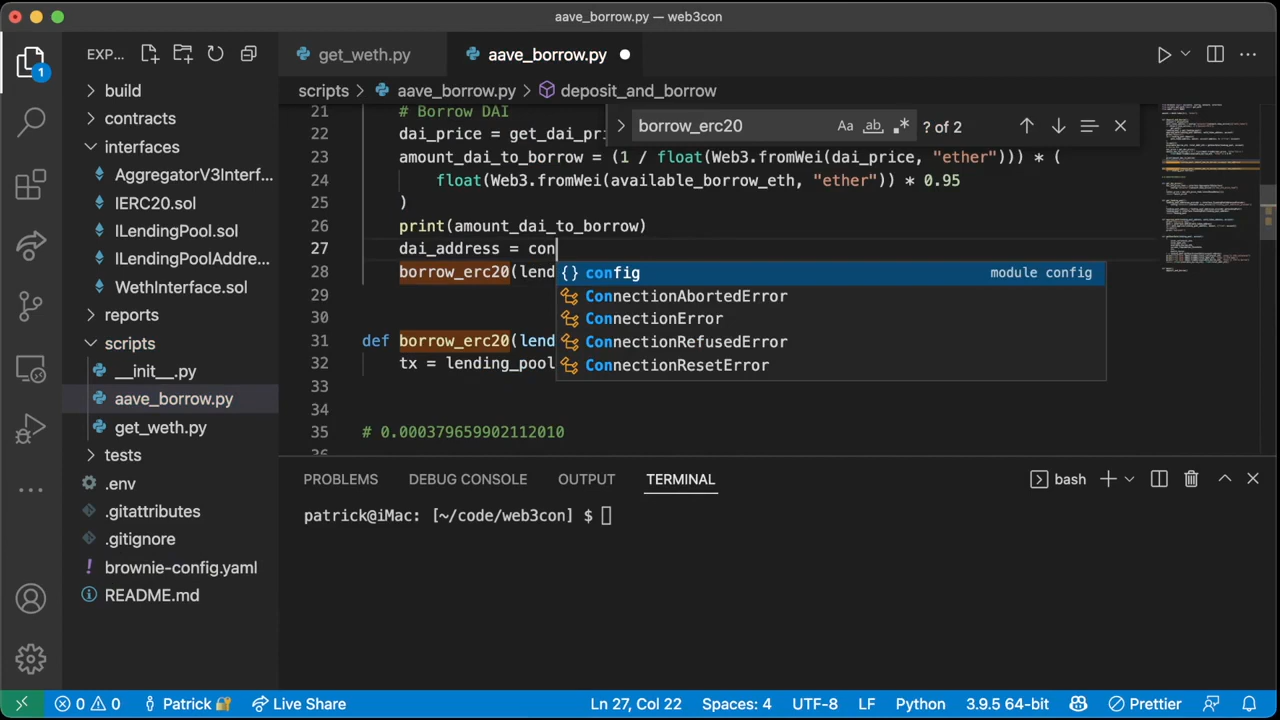 aave_borrow.py — web3con
EXP...
get_weth.py
aave_borrow.py
scripts > aave_borrow.py > deposit_and_borrow
borrow_erc20
Aa
ab
? of 2
1
build
contracts
interfaces
AggregatorV3Interf...
IERC20.sol
ILendingPool.sol
ILendingPoolAddre...
WethInterface.sol
reports
scripts
__init__.py
aave_borrow.py
get_weth.py
tests
.env
.gitattributes
.gitignore
brownie-config.yaml
README.md
21 # Borrow DAI
22 dai_price = get_dai_pri
23 amount_dai_to_borrow = (1 / float(Web3.fromWei(dai_price, "ether"))) * (
24 float(Web3.fromWei(available_borrow_eth, "ether")) * 0.95
25 )
26 print(amount_dai_to_borrow)
27 dai_address = con
28 borrow_erc20(lend
29
30
31 def borrow_erc20(lend
32 tx = lending_pool
33
34
35 # 0.000379659902112010
{} config module config
ConnectionAbortedError
ConnectionError
ConnectionRefusedError
ConnectionResetError
PROBLEMS DEBUG CONSOLE OUTPUT TERMINAL
bash
patrick@iMac: [~/code/web3con] $
0 0 Patrick Live Share Ln 27, Col 22 Spaces: 4 UTF-8 LF Python 3.9.5 64-bit Prettier